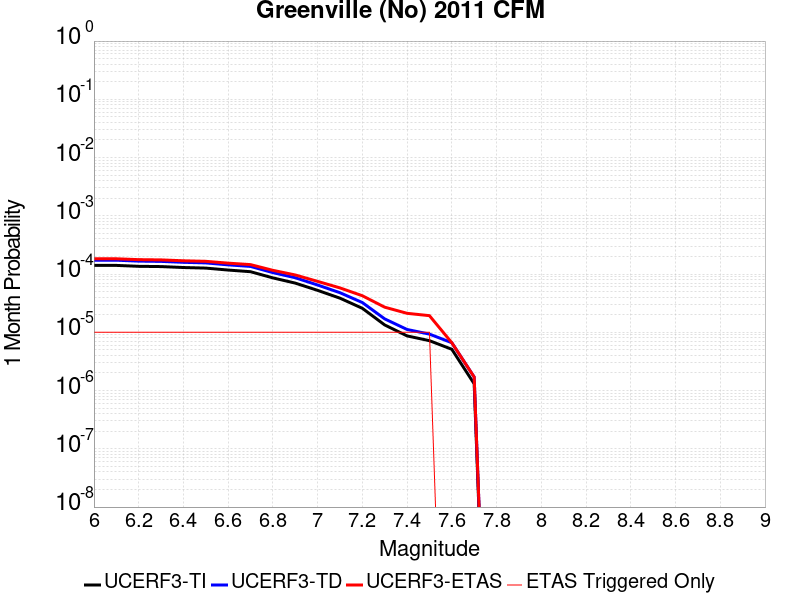 Greenville (No) 2011 CFM
10 0
10 -1
10 -2
10 -3
10 -4
10 -5
10 -6
10 -7
10 -8
1 Month Probability
6 6.2 6.4 6.6 6.8 7 7.2 7.4 7.6 7.8 8 8.2 8.4 8.6 8.8 9
Magnitude
UCERF3-TI UCERF3-TD UCERF3-ETAS ETAS Triggered Only